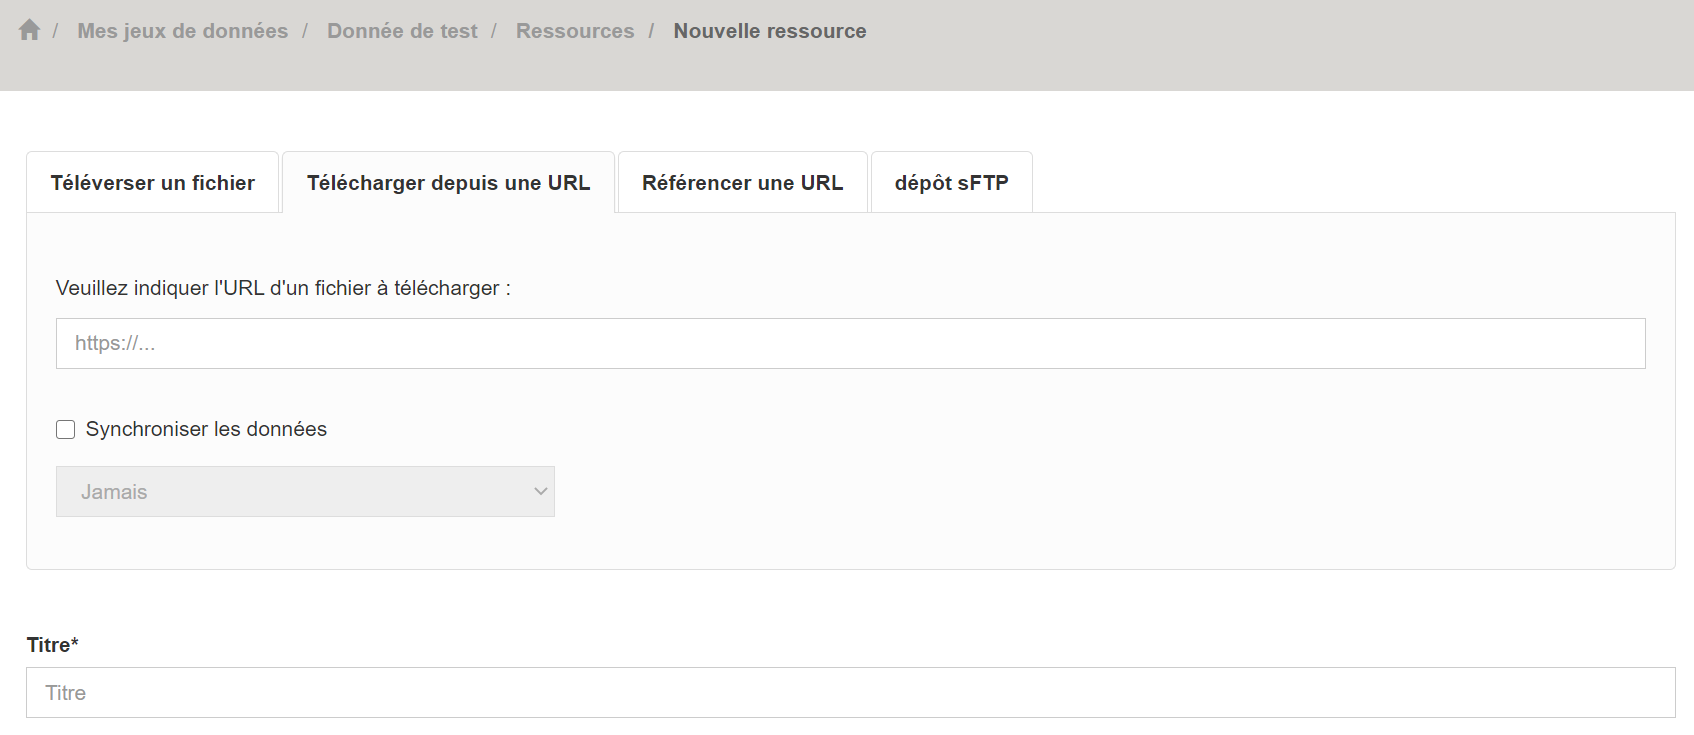 / Mes jeux de données / Donnée de test / Ressources / Nouvelle ressource
Téléverser un fichier Télécharger depuis une URL Référencer une URL dépôt sFTP
Veuillez indiquer l'URL d'un fichier à télécharger :
https://...
Synchroniser les données
Jamais
Titre*
Titre